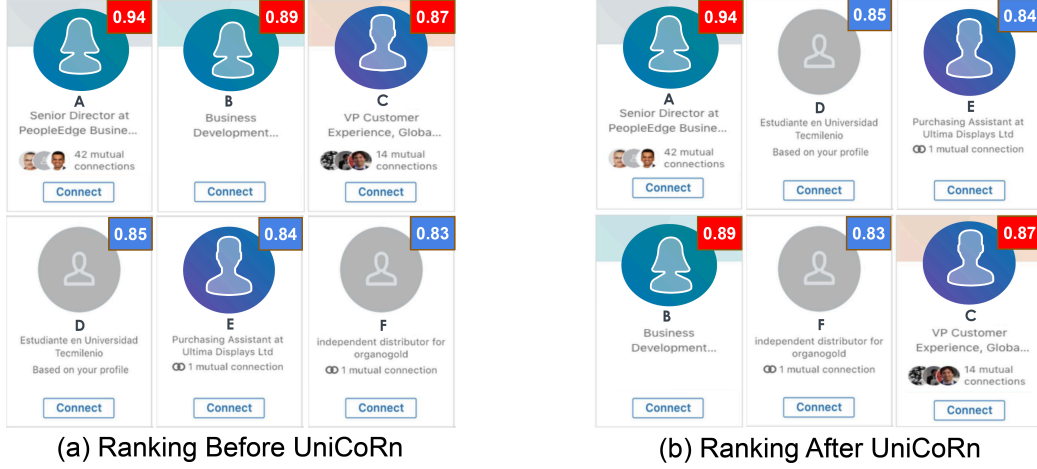 0.94
A
Senior Director at
PeopleEdge Busine...
42 mutual
connections
Connect
0.89
B
Business
Development...
Connect
0.87
C
VP Customer
Experience, Globa...
14 mutual
connections
Connect
0.85
D
Estudiante en Universidad
Tecmilenio
Based on your profile
Connect
0.84
E
Purchasing Assistant at
Ultima Displays Ltd
1 mutual connection
Connect
0.83
F
independent distributor for
organogold
1 mutual connection
Connect
(a) Ranking Before UniCoRn
0.94
A
Senior Director at
PeopleEdge Busine...
42 mutual
connections
Connect
0.85
D
Estudiante en Universidad
Tecmilenio
Based on your profile
Connect
0.84
E
Purchasing Assistant at
Ultima Displays Ltd
1 mutual connection
Connect
0.89
B
Business
Development...
Connect
0.83
F
independent distributor for
organogold
1 mutual connection
Connect
0.87
C
VP Customer
Experience, Globa...
14 mutual
connections
Connect
(b) Ranking After UniCoRn